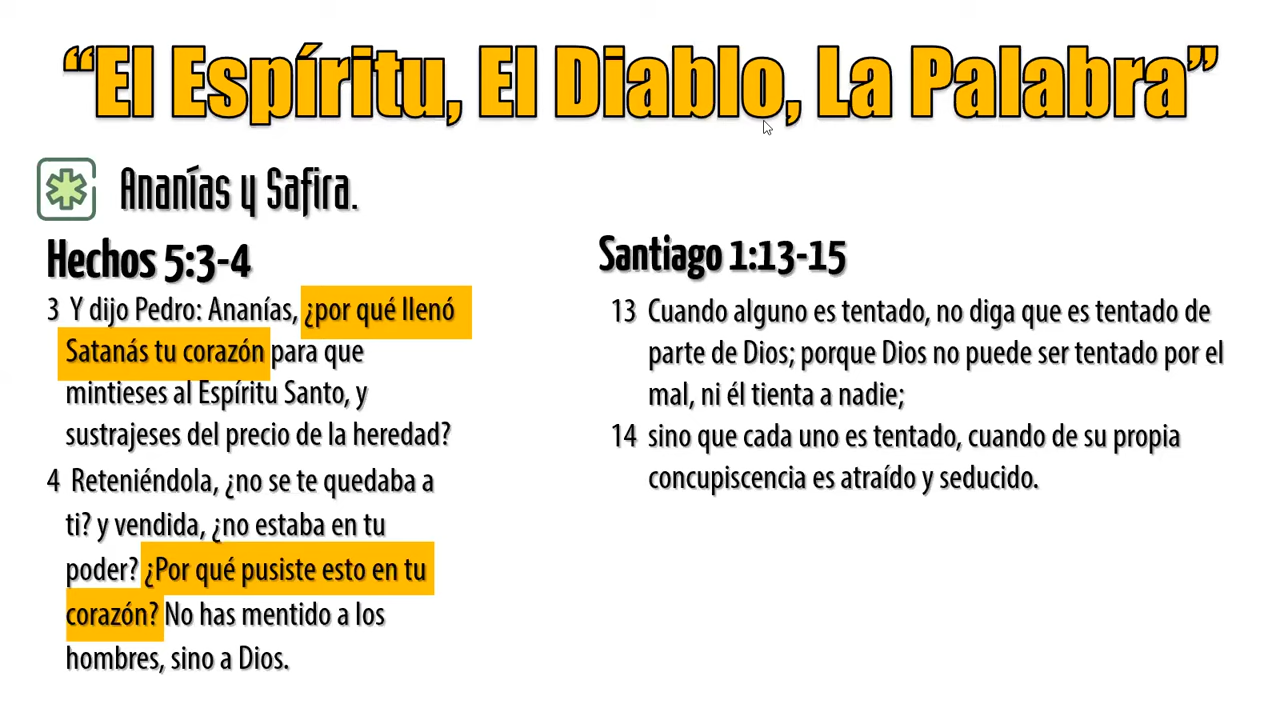 “El Espíritu, El Diablo, La Palabra”
Ananías y Safira.
Hechos 5:3-4
3 Y dijo Pedro: Ananías, ¿por qué llenó
Satanás tu corazón para que
mintieses al Espíritu Santo, y
sustrajeses del precio de la heredad?
4 Reteniéndola, ¿no se te quedaba a
ti? y vendida, ¿no estaba en tu
poder? ¿Por qué pusiste esto en tu
corazón? No has mentido a los
hombres, sino a Dios.
Santiago 1:13-15
13 Cuando alguno es tentado, no diga que es tentado de
parte de Dios; porque Dios no puede ser tentado por el
mal, ni él tienta a nadie;
14 sino que cada uno es tentado, cuando de su propia
concupiscencia es atraído y seducido.